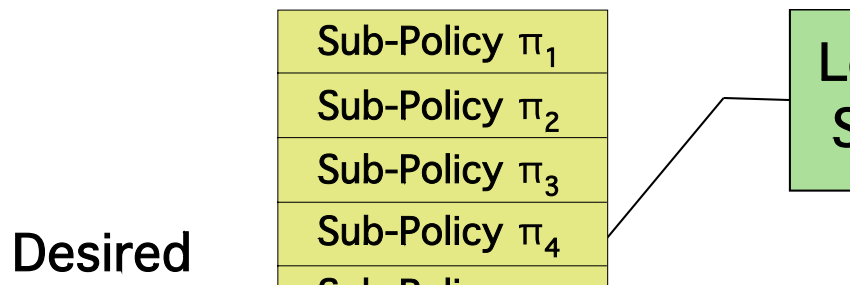 Sub-Policy π₁
Sub-Policy π₂
Sub-Policy π₃
Sub-Policy π₄
Desired